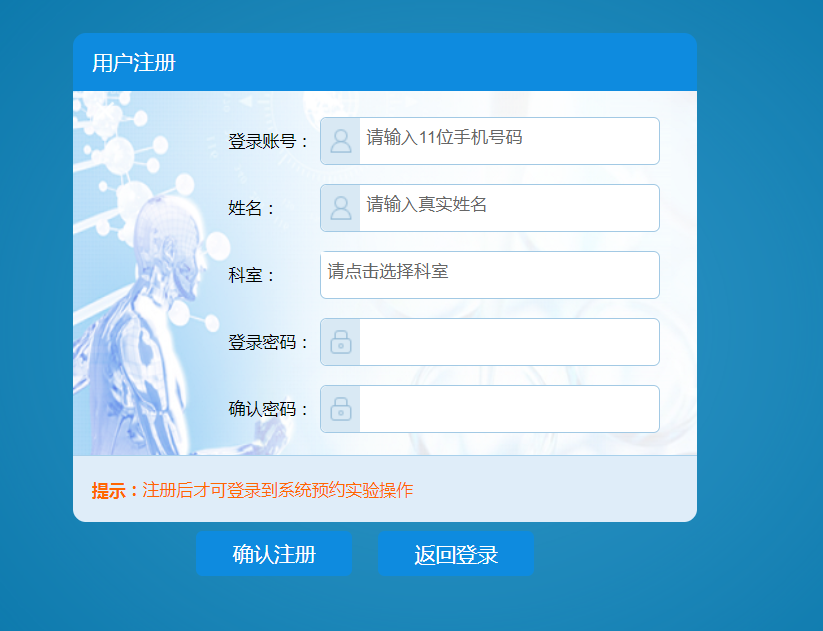 用户注册
登录账号： 请输入11位手机号码
姓名： 请输入真实姓名
科室： 请点击选择科室
登录密码：
确认密码：
提示：注册后才可登录到系统预约实验操作
确认注册 返回登录